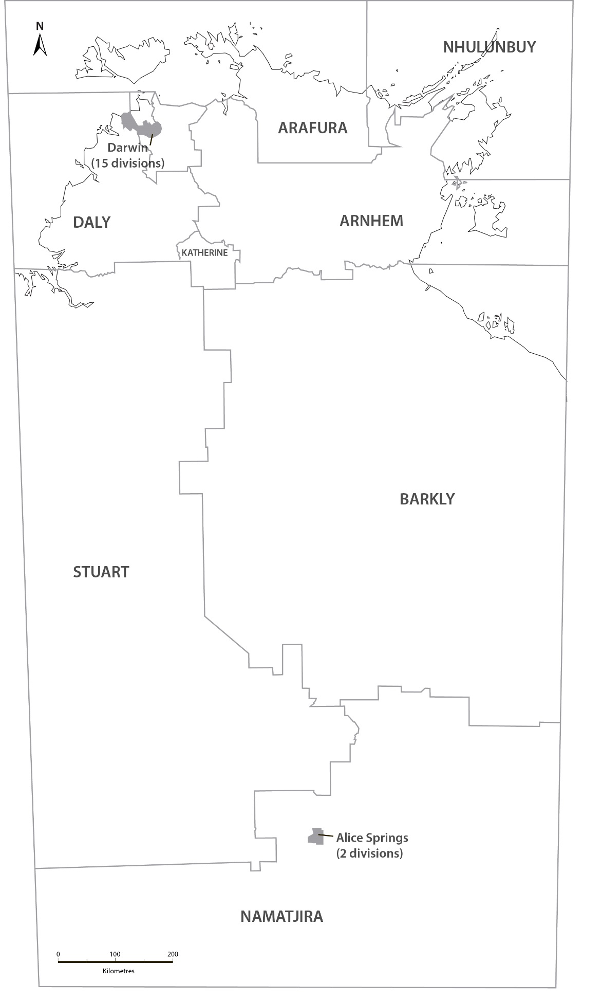 N
NHULUNBUY
ARAFURA
Darwin
(15 divisions)
DALY
ARNHEM
KATHERINE
BARKLY
STUART
Alice Springs
(2 divisions)
NAMATJIRA
0 100 200
Kilometres